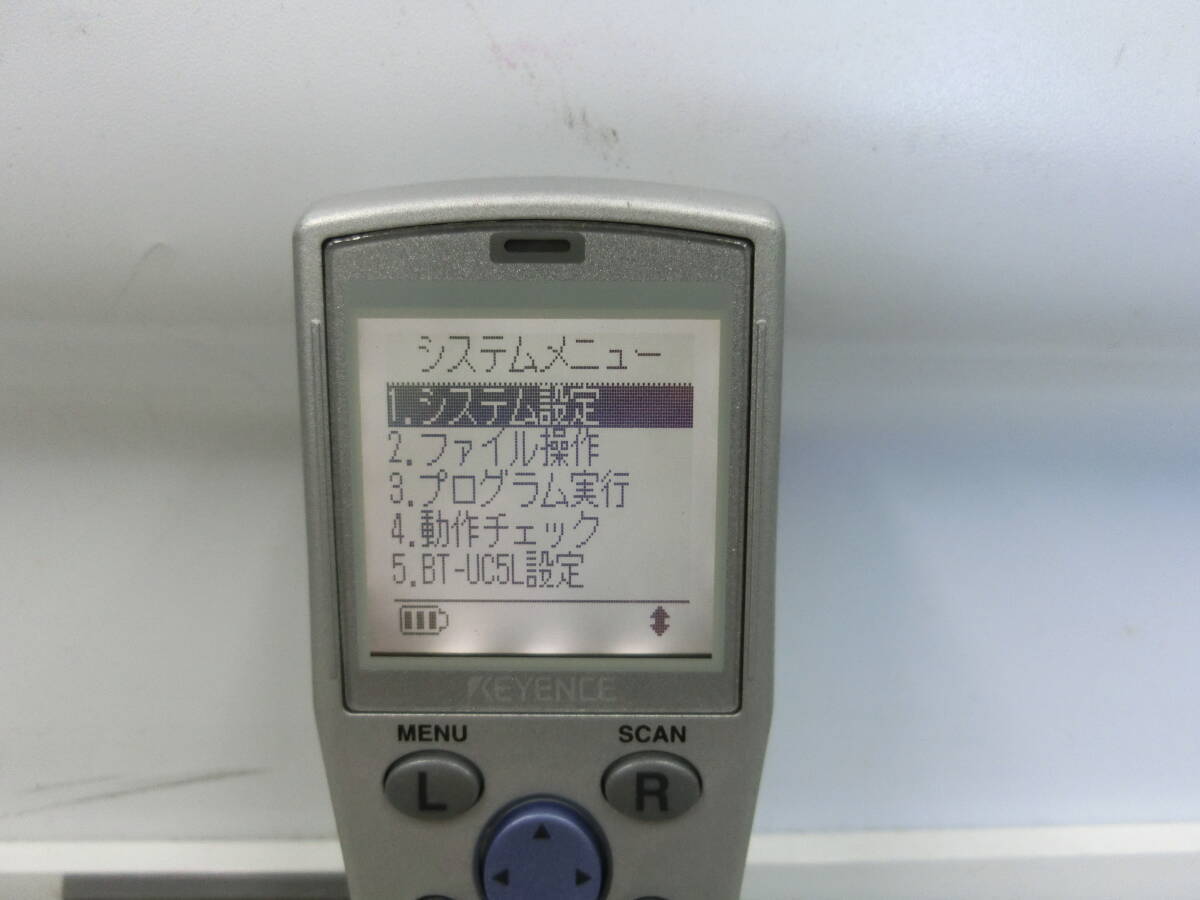 システムメニュー
1.システム設定
2.ファイル操作
3.プログラム実行
4.動作チェック
5.BT-UC5L設定
KEYENCE
MENU SCAN
L R